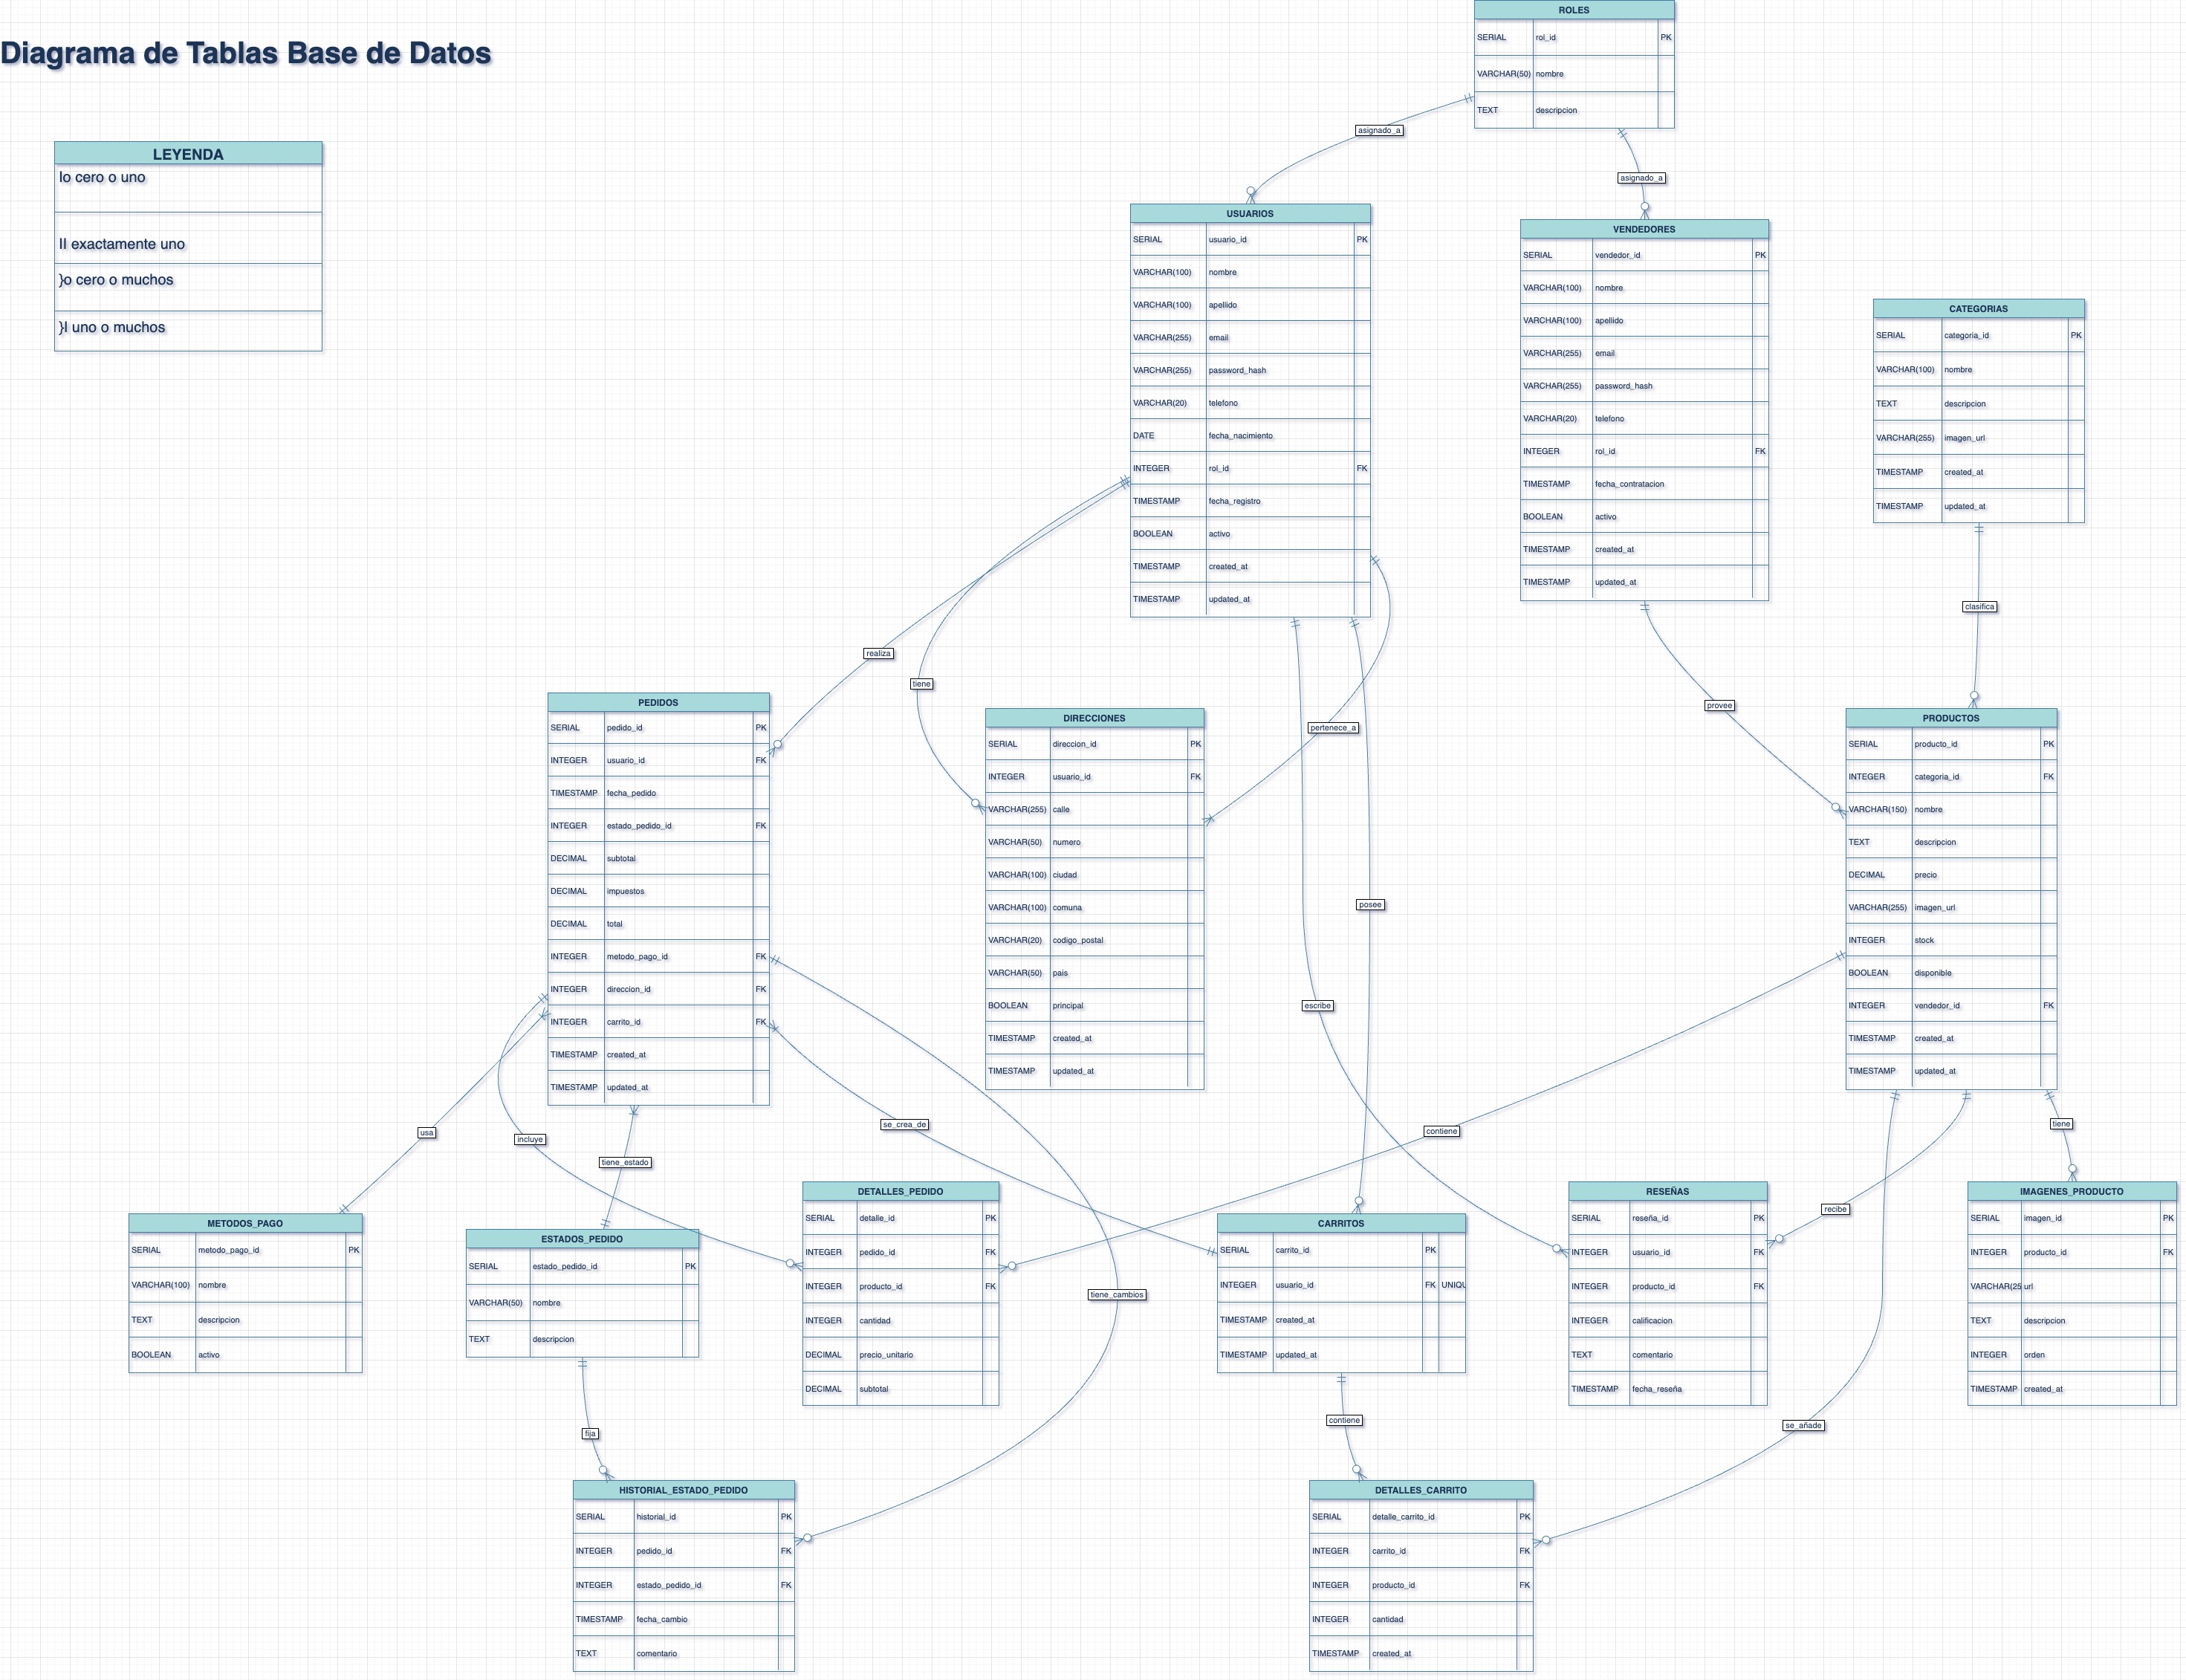 Diagrama de Tablas Base de Datos
LEYENDA
Io cero o uno
II exactamente uno
}o cero o muchos
}I uno o muchos
ROLES
SERIAL rol_id PK
VARCHAR(50) nombre
TEXT descripcion
asignado_a
asignado_a
USUARIOS
SERIAL usuario_id PK
VARCHAR(100) nombre
VARCHAR(100) apellido
VARCHAR(255) email
VARCHAR(255) password_hash
VARCHAR(20) telefono
DATE fecha_nacimiento
INTEGER rol_id FK
TIMESTAMP fecha_registro
BOOLEAN activo
TIMESTAMP created_at
TIMESTAMP updated_at
VENDEDORES
SERIAL vendedor_id PK
VARCHAR(100) nombre
VARCHAR(100) apellido
VARCHAR(255) email
VARCHAR(255) password_hash
VARCHAR(20) telefono
INTEGER rol_id FK
TIMESTAMP fecha_contratacion
BOOLEAN activo
TIMESTAMP created_at
TIMESTAMP updated_at
CATEGORIAS
SERIAL categoria_id PK
VARCHAR(100) nombre
TEXT descripcion
VARCHAR(255) imagen_url
TIMESTAMP created_at
TIMESTAMP updated_at
clasifica
realiza
tiene
pertenece_a
provee
PEDIDOS
SERIAL pedido_id PK
INTEGER usuario_id FK
TIMESTAMP fecha_pedido
INTEGER estado_pedido_id FK
DECIMAL subtotal
DECIMAL impuestos
DECIMAL total
INTEGER metodo_pago_id FK
INTEGER direccion_id FK
INTEGER carrito_id FK
TIMESTAMP created_at
TIMESTAMP updated_at
DIRECCIONES
SERIAL direccion_id PK
INTEGER usuario_id FK
VARCHAR(255) calle
VARCHAR(50) numero
VARCHAR(100) ciudad
VARCHAR(100) comuna
VARCHAR(20) codigo_postal
VARCHAR(50) pais
BOOLEAN principal
TIMESTAMP created_at
TIMESTAMP updated_at
PRODUCTOS
SERIAL producto_id PK
INTEGER categoria_id FK
VARCHAR(150) nombre
TEXT descripcion
DECIMAL precio
VARCHAR(255) imagen_url
INTEGER stock
BOOLEAN disponible
INTEGER vendedor_id FK
TIMESTAMP created_at
TIMESTAMP updated_at
posee
escribe
usa
incluye
tiene_estado
se_crea_de
contiene
tiene
recibe
tiene_cambios
METODOS_PAGO
SERIAL metodo_pago_id PK
VARCHAR(100) nombre
TEXT descripcion
BOOLEAN activo
ESTADOS_PEDIDO
SERIAL estado_pedido_id PK
VARCHAR(50) nombre
TEXT descripcion
DETALLES_PEDIDO
SERIAL detalle_id PK
INTEGER pedido_id FK
INTEGER producto_id FK
INTEGER cantidad
DECIMAL precio_unitario
DECIMAL subtotal
CARRITOS
SERIAL carrito_id PK
INTEGER usuario_id FK UNIQU
TIMESTAMP created_at
TIMESTAMP updated_at
RESEÑAS
SERIAL reseña_id PK
INTEGER usuario_id FK
INTEGER producto_id FK
INTEGER calificacion
TEXT comentario
TIMESTAMP fecha_reseña
IMAGENES_PRODUCTO
SERIAL imagen_id PK
INTEGER producto_id FK
VARCHAR(25 url
TEXT descripcion
INTEGER orden
TIMESTAMP created_at
fija
contiene
se_añade
HISTORIAL_ESTADO_PEDIDO
SERIAL historial_id PK
INTEGER pedido_id FK
INTEGER estado_pedido_id FK
TIMESTAMP fecha_cambio
TEXT comentario
DETALLES_CARRITO
SERIAL detalle_carrito_id PK
INTEGER carrito_id FK
INTEGER producto_id FK
INTEGER cantidad
TIMESTAMP created_at